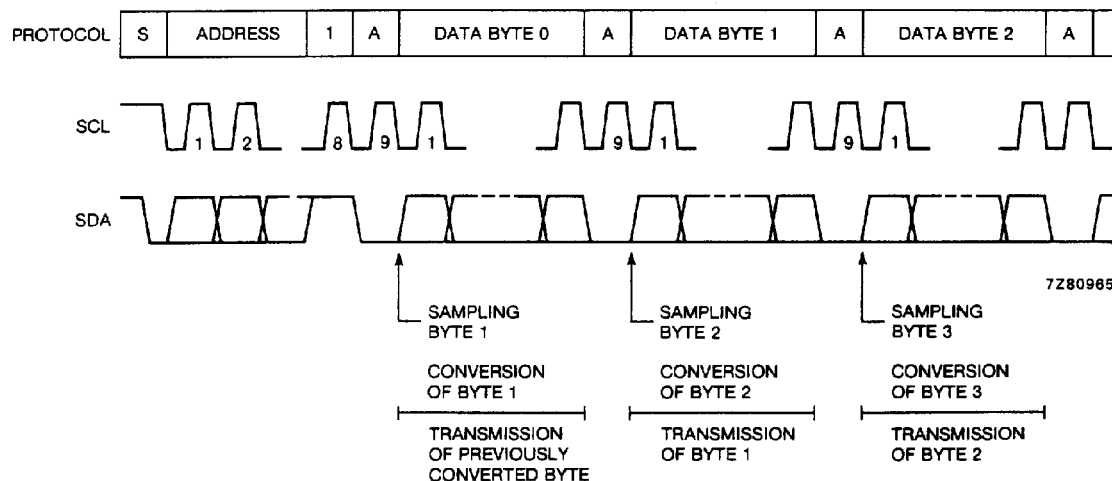 PROTOCOL S ADDRESS 1 A DATA BYTE 0 A DATA BYTE 1 A DATA BYTE 2 A
SCL 1 2 8 9 1 9 1 9 1
SDA
7Z80965
SAMPLING
BYTE 1
SAMPLING
BYTE 2
SAMPLING
BYTE 3
CONVERSION
OF BYTE 1
CONVERSION
OF BYTE 2
CONVERSION
OF BYTE 3
TRANSMISSION
OF PREVIOUSLY
CONVERTED BYTE
TRANSMISSION
OF BYTE 1
TRANSMISSION
OF BYTE 2